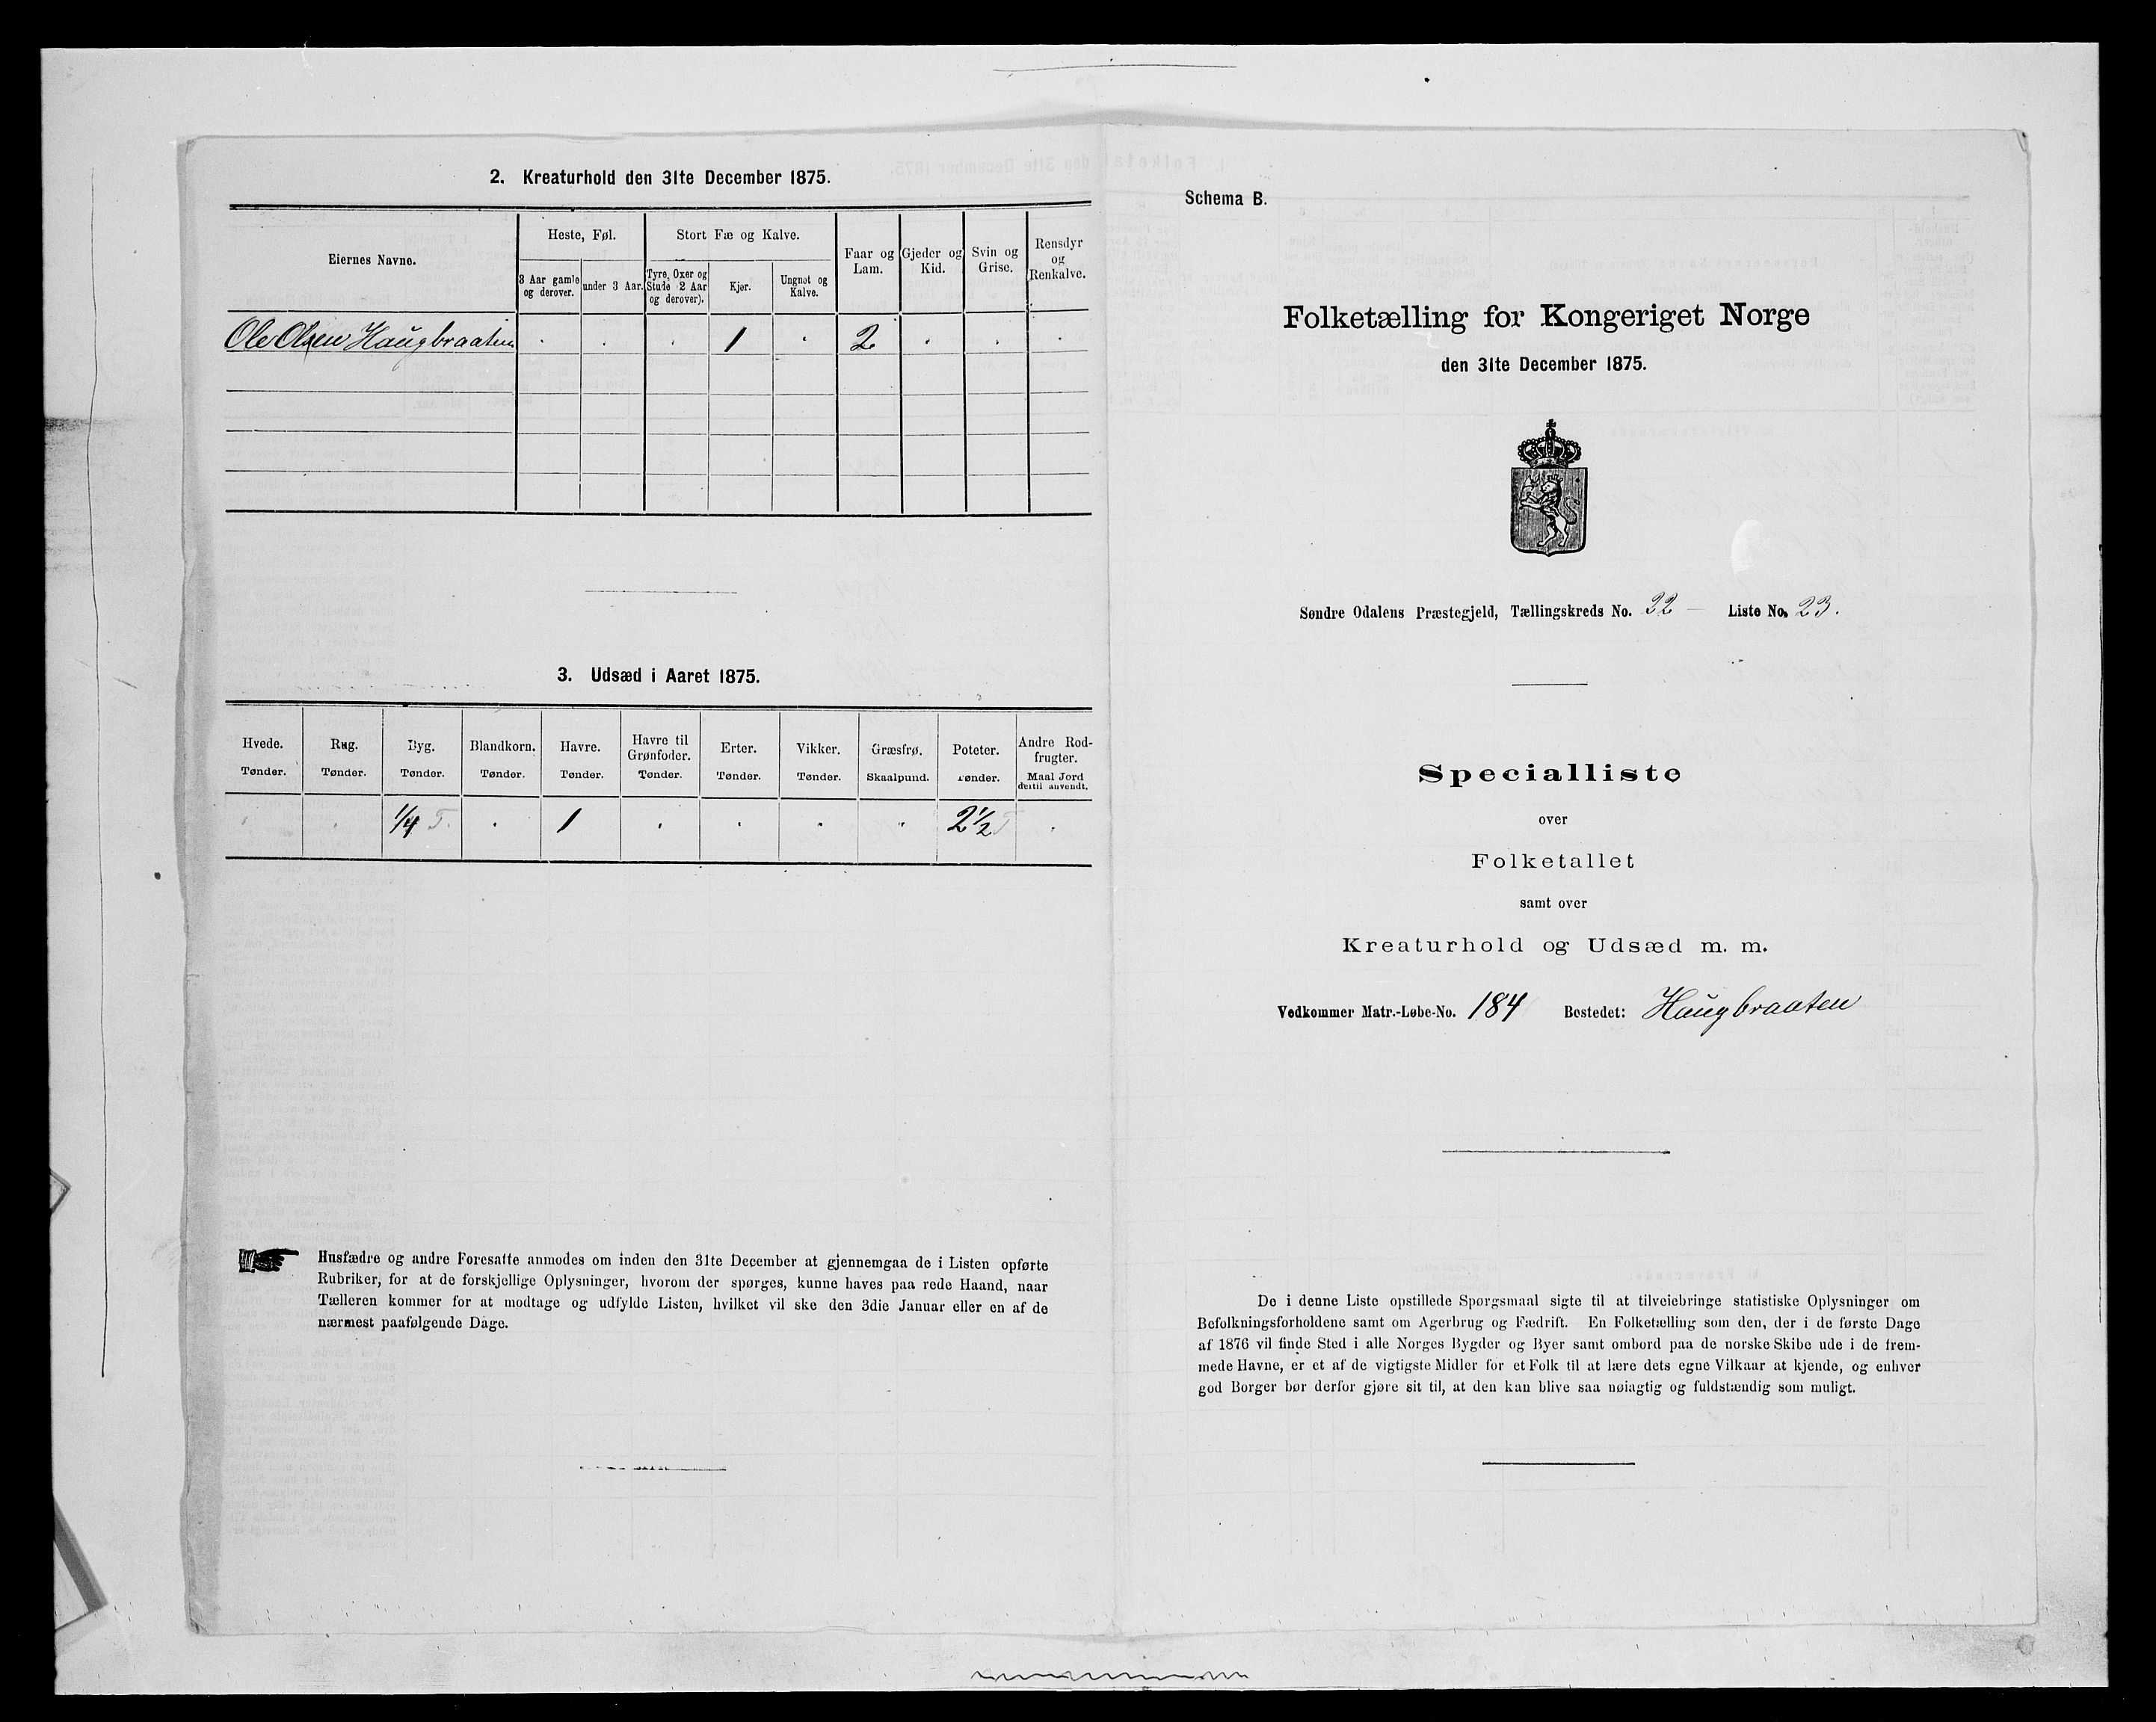 2. Kreaturhold den 31te December 1875.
Eiernes Navne.
Heste, Føl.
Stort Fæ og Kalve.
Faar og Lam.
Gjeder og Kid.
Svin og Grise.
Rensdyr og Renkalve.
3 Aar gamle og derover.
under 3 Aar.
Tyre, Oxer og Stude (2 Aar og derover).
Kjør.
Ungnøt og Kalve.
Ole Olsen Haugbraaten . . . 1 . 2 . . .
3. Udsæd i Aaret 1875.
Hvede. Tønder.
Rug. Tønder.
Byg. Tønder.
Blandkorn. Tønder.
Havre. Tønder.
Havre til Grønfoder. Tønder.
Erter. Tønder.
Vikker. Tønder.
Græsfrø. Skaalpund.
Poteter. Tønder.
Andre Rodfrugter. Maal Jord dertil anvendt.
. . 1/4 T. . 1 . . . . 2 1/2 T .
Husfædre og andre Foresatte anmodes om inden den 31te December at gjennemgaa de i Listen opførte
Rubriker, for at de forskjellige Oplysninger, hvorom der spørges, kunne haves paa rede Haand, naar
Tælleren kommer for at modtage og udfylde Listen, hvilket vil ske den 3die Januar eller en af de
nærmest paafølgende Dage.
Schema B.
Folketælling for Kongeriget Norge
den 31te December 1875.
Søndre Odalens Præstegjeld, Tællingskreds No. 22 – Liste No. 23.
Specialliste
over
Folketallet
samt over
Kreaturhold og Udsæd m. m.
Vedkommer Matr.-Løbe-No. 184 Bostedet: Haugbraaten
De i denne Liste opstillede Spørgsmaal sigte til at tilveiebringe statistiske Oplysninger om
Befolkningsforholdene samt om Agerbrug og Fædrift. En Folketælling som den, der i de første Dage
af 1876 vil finde Sted i alle Norges Bygder og Byer samt ombord paa de norske Skibe ude i de frem-
mede Havne, er et af de vigtigste Midler for et Folk til at lære dets egne Vilkaar at kjende, og enhver
god Borger bør derfor gjøre sit til, at den kan blive saa nøiagtig og fuldstændig som muligt.